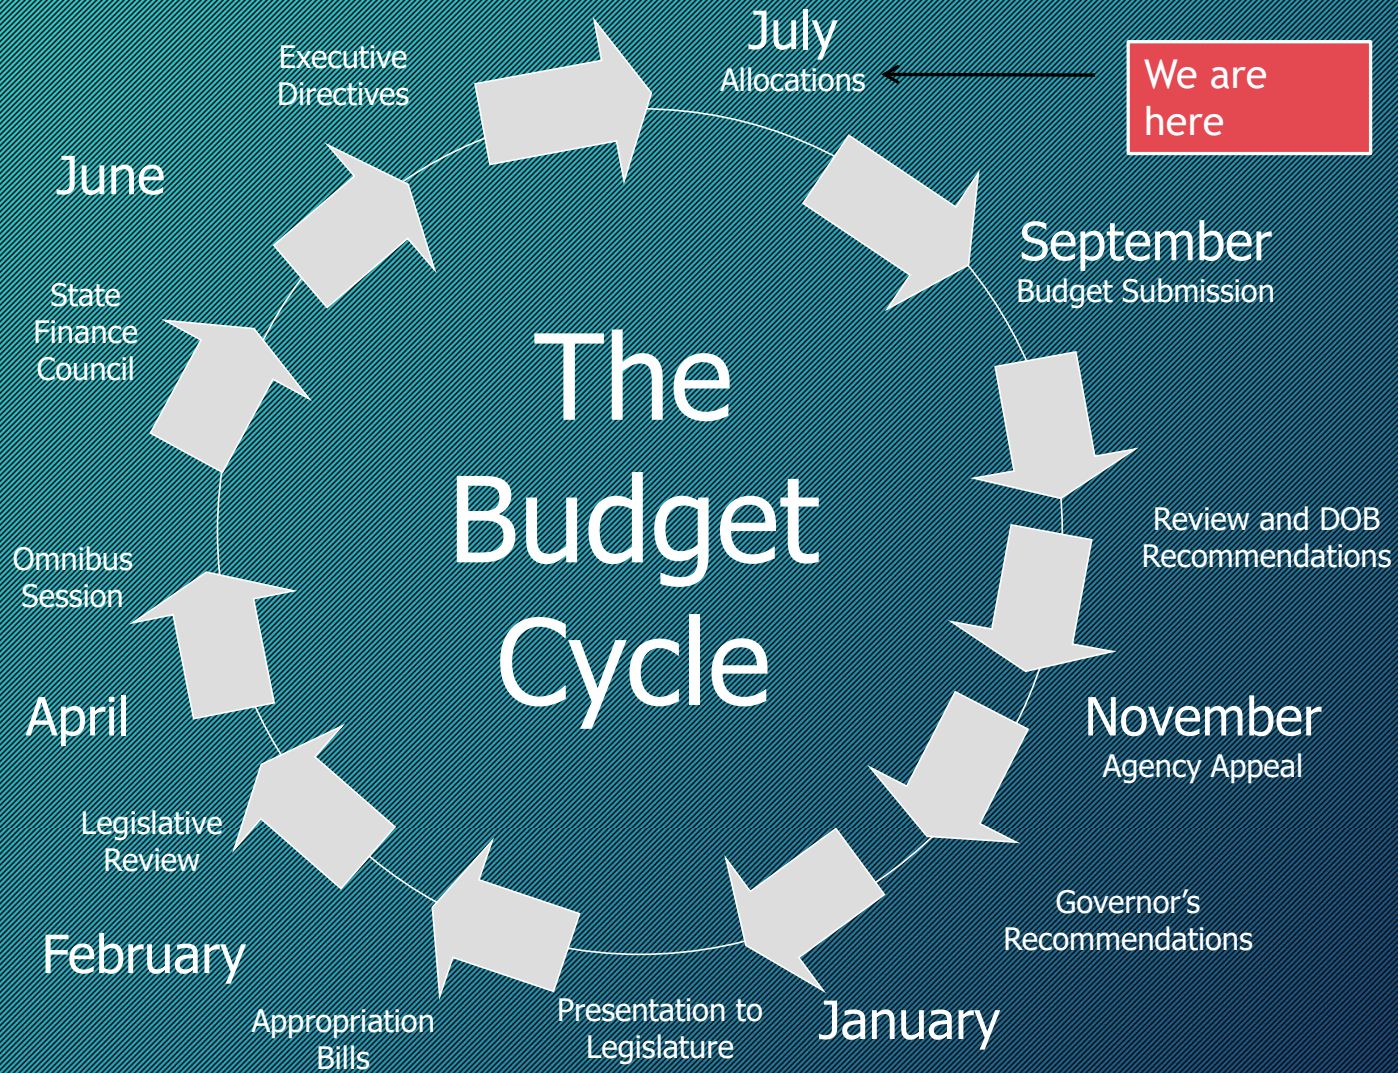 The
Budget
Cycle
July
Allocations
We are
here
September
Budget Submission
Review and DOB
Recommendations
November
Agency Appeal
Governor’s
Recommendations
January
Presentation to
Legislature
Appropriation
Bills
February
Legislative
Review
April
Omnibus
Session
State
Finance
Council
June
Executive
Directives